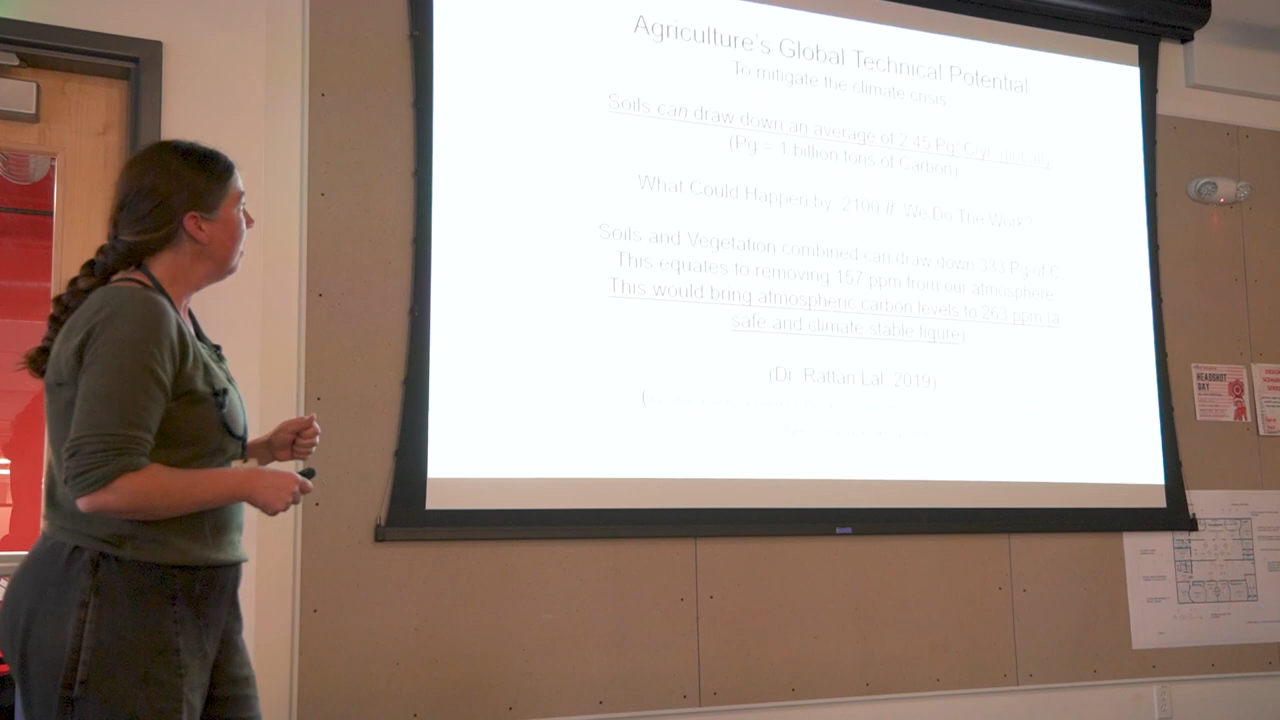 Agriculture's Global Technical Potential
To mitigate the climate crisis
Soils can draw down an average of 2.45 Pg. C/yr. globally
(Pg = 1 billion tons of Carbon)
What Could Happen by 2100 If We Do The Work?
Soils and Vegetation combined can draw down 333 Pg of C
This equates to removing 157 ppm from our atmosphere
This would bring atmospheric carbon levels to 263 ppm (a
safe and climate stable figure)
(Dr. Rattan Lal, 2019)
HEADSHOT
DAY